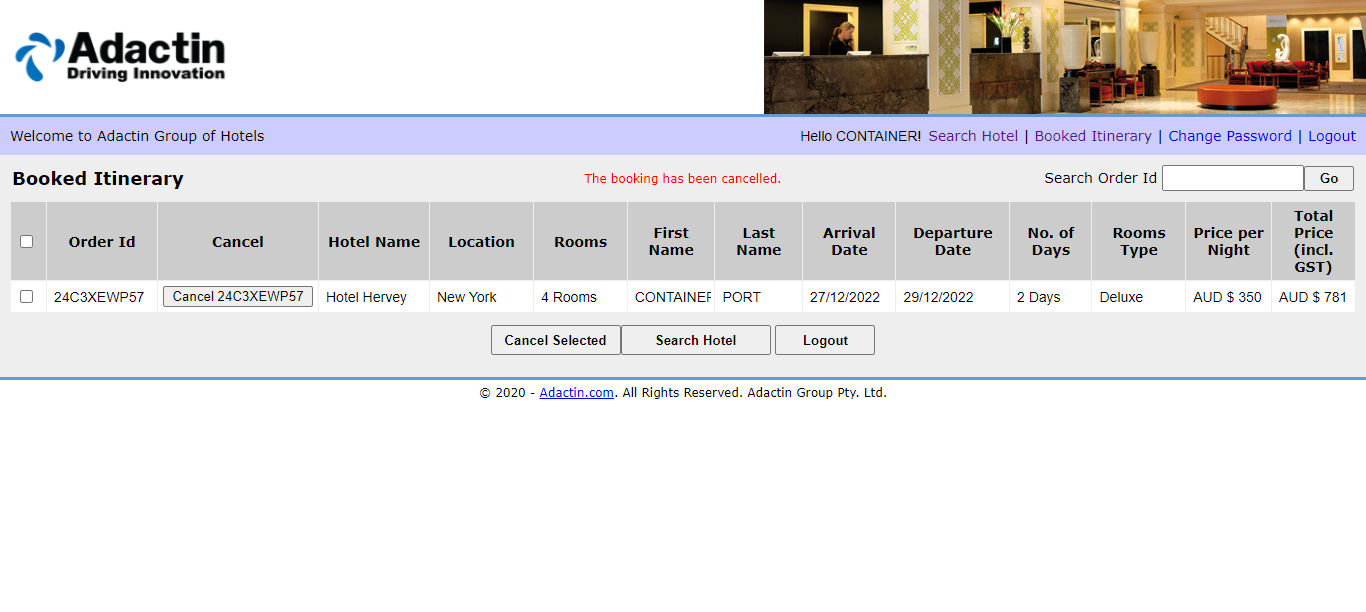 Adactin
Driving Innovation
Welcome to Adactin Group of Hotels
Hello CONTAINER! Search Hotel | Booked Itinerary | Change Password | Logout
Booked Itinerary
The booking has been cancelled.
Search Order Id
Go
Order Id Cancel Hotel Name Location Rooms First Name Last Name Arrival Date Departure Date No. of Days Rooms Type Price per Night Total Price (incl. GST)
24C3XEWP57 Cancel 24C3XEWP57 Hotel Hervey New York 4 Rooms CONTAINER PORT 27/12/2022 29/12/2022 2 Days Deluxe AUD $ 350 AUD $ 781
Cancel Selected Search Hotel Logout
© 2020 - Adactin.com. All Rights Reserved. Adactin Group Pty. Ltd.